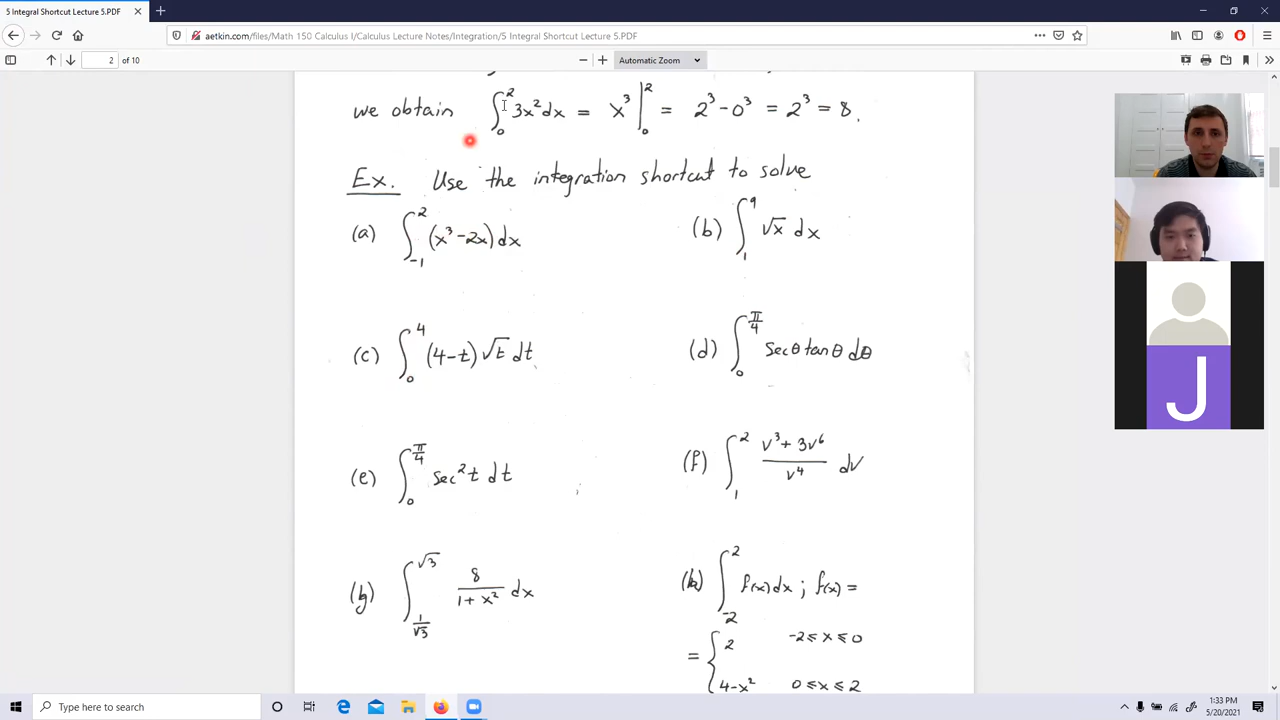 5 Integral Shortcut Lecture 5.PDF
aetkin.com/files/Math 150 Calculus I/Calculus Lecture Notes/Integration/5 Integral Shortcut Lecture 5.PDF
2 of 10
Automatic Zoom
we obtain ∫₀² 3x² dx = x³ |₀² = 2³ - 0³ = 2³ = 8.
Ex. Use the integration shortcut to solve
(a) ∫₋₁² (x³ - 2x) dx
(b) ∫₁⁹ √x dx
(c) ∫₀⁴ (4-t) √t dt
(d) ∫₀^(π/4) secθ tanθ dθ
(e) ∫₀^(π/4) sec² t dt
(f) ∫₁² (v³ + 3v⁶)/v⁴ dv
(g) ∫_(1/√3)^(√3) 8/(1 + x²) dx
(h) ∫₋₂² f(x) dx ; f(x) =
= { 2 -2 ≤ x ≤ 0
4-x² 0 ≤ x ≤ 2
J
Type here to search
1:33 PM
5/20/2021